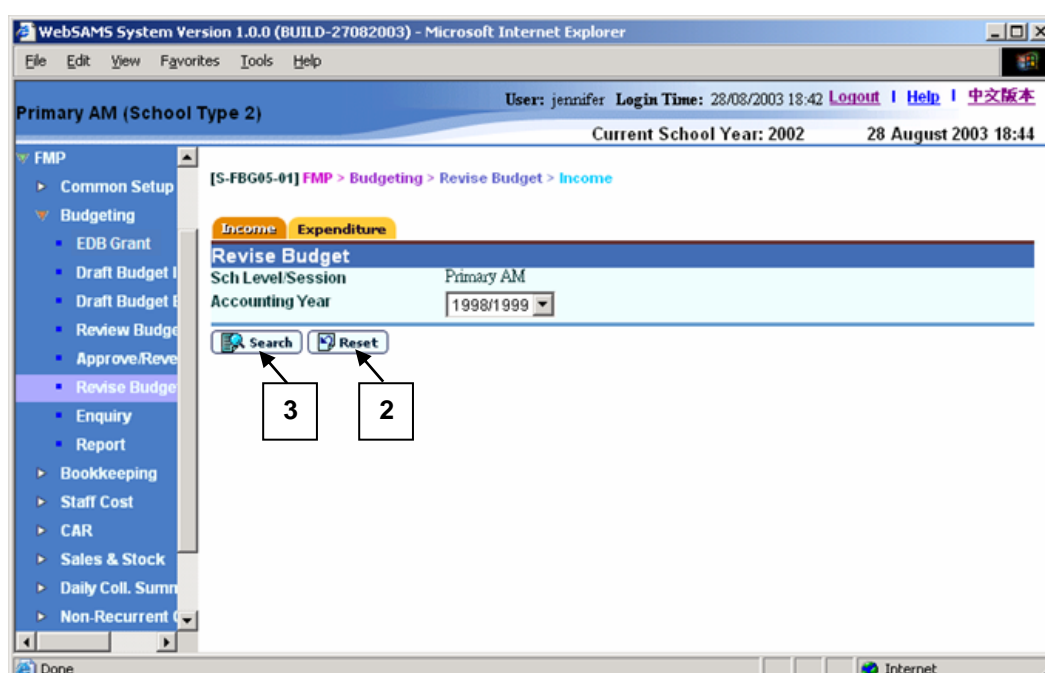 WebSAMS System Version 1.0.0 (BUILD-27082003) - Microsoft Internet Explorer
File Edit View Favorites Tools Help
Primary AM (School Type 2)
User: jennifer Login Time: 28/08/2003 18:42 Logout | Help | 中文版本
Current School Year: 2002 28 August 2003 18:44
FMP
Common Setup
Budgeting
EDB Grant
Draft Budget I
Draft Budget E
Review Budge
Approve/Reve
Revise Budge
Enquiry
Report
Bookkeeping
Staff Cost
CAR
Sales & Stock
Daily Coll. Summ
Non-Recurrent
[S-FBG05-01] FMP > Budgeting > Revise Budget > Income
Income Expenditure
Revise Budget
Sch Level/Session Primary AM
Accounting Year 1998/1999
Search Reset
3 2
Done Internet